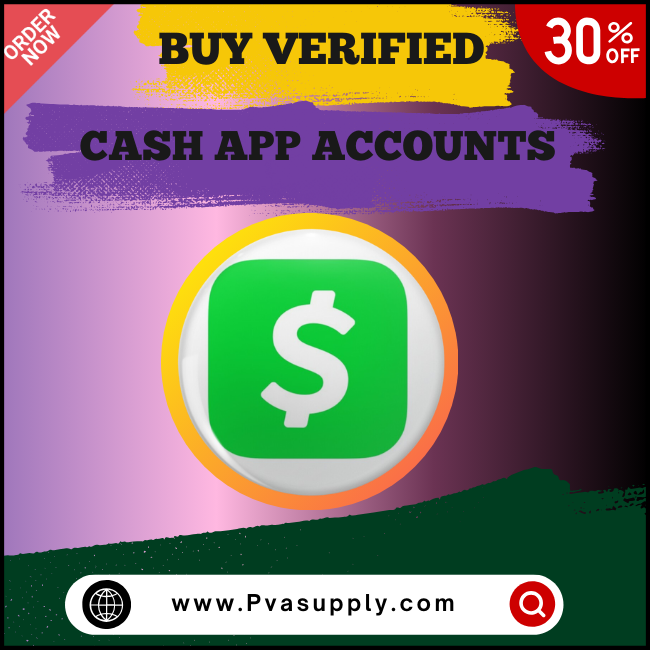 ORDER
NOW
BUY VERIFIED
30% OFF
CASH APP ACCOUNTS
$
www.Pvasupply.com